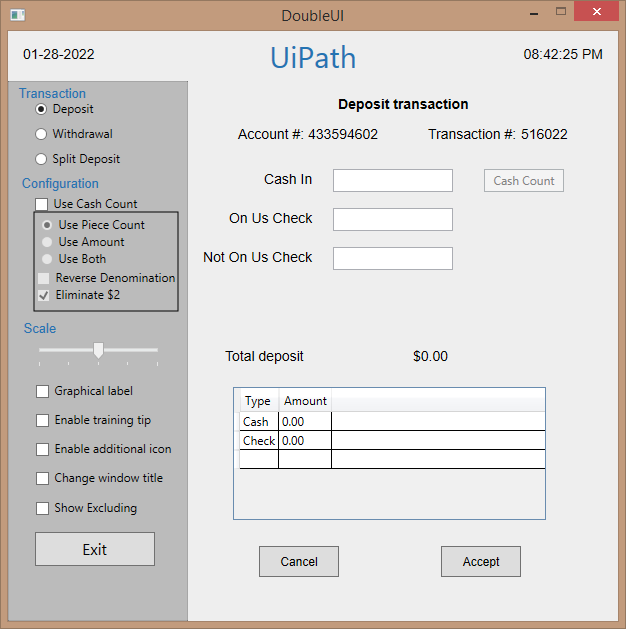 DoubleUI
01-28-2022
UiPath
08:42:25 PM
Transaction
Deposit
Withdrawal
Split Deposit
Configuration
Use Cash Count
Use Piece Count
Use Amount
Use Both
Reverse Denomination
Eliminate $2
Scale
Graphical label
Enable training tip
Enable additional icon
Change window title
Show Excluding
Exit
Deposit transaction
Account #: 433594602 Transaction #: 516022
Cash In Cash Count
On Us Check
Not On Us Check
Total deposit $0.00
Type Amount
Cash 0.00
Check 0.00
Cancel Accept